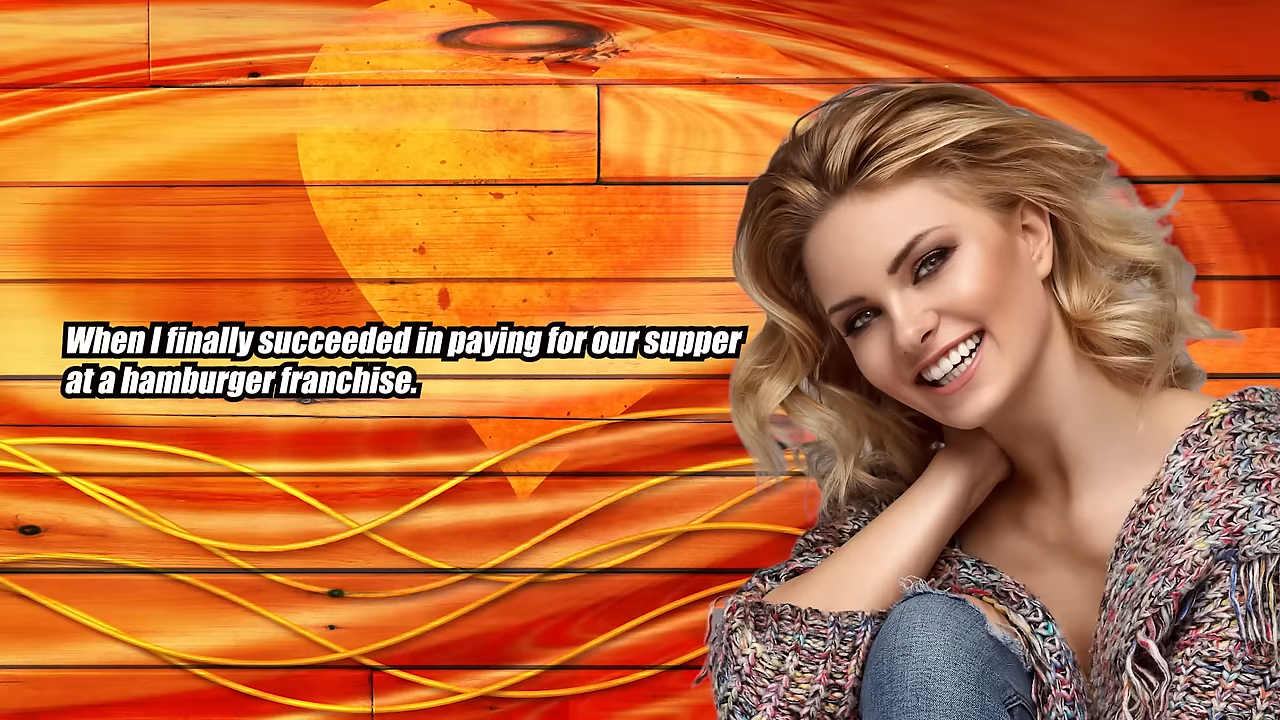 When I finally succeeded in paying for our supper
at a hamburger franchise.